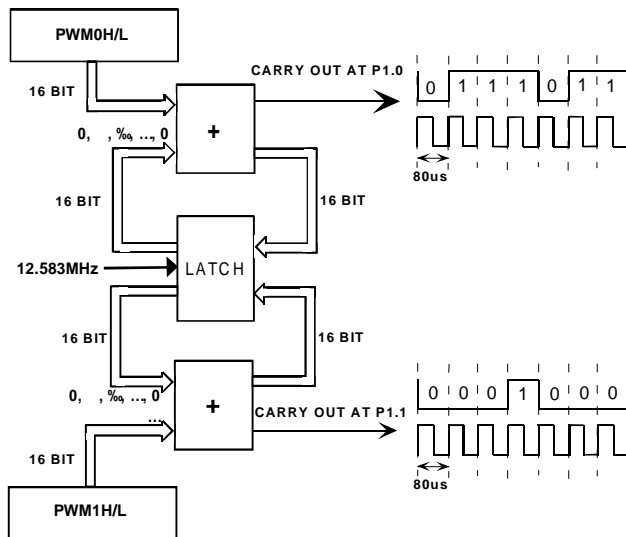 PWM0H/L
16 BIT
CARRY OUT AT P1.0
0 1 1 1 0 1 1
80us
0, , ‰, …, 0
+
16 BIT
16 BIT
12.583MHz
LATCH
16 BIT
16 BIT
0, , ‰, …, 0
…
+
CARRY OUT AT P1.1
0 0 0 1 0 0 0
80us
16 BIT
PWM1H/L